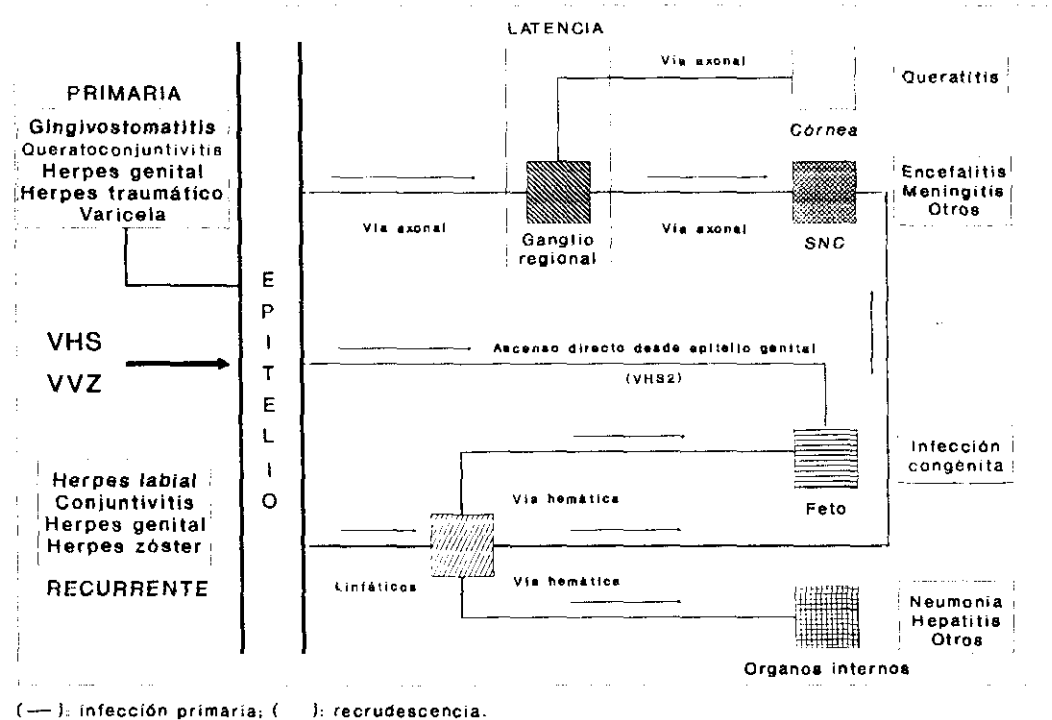 LATENCIA
Vía axonal
Queratitis
PRIMARIA
Gingivostomatitis
Queratoconjuntivitis
Herpes genital
Herpes traumático
Varicela
Córnea
Encefalitis
Meningitis
Otros
Vía axonal
Ganglio
regional
Vía axonal
SNC
EPITELIO
VHS
VVZ
Ascenso directo desde epitelio genital
(VHS2)
Infección
congénita
Herpes labial
Conjuntivitis
Herpes genital
Herpes zóster
RECURRENTE
Vía hemática
Feto
Linfáticos
Vía hemática
Neumonía
Hepatitis
Otros
Organos internos
(—): infección primaria; ( ): recrudescencia.